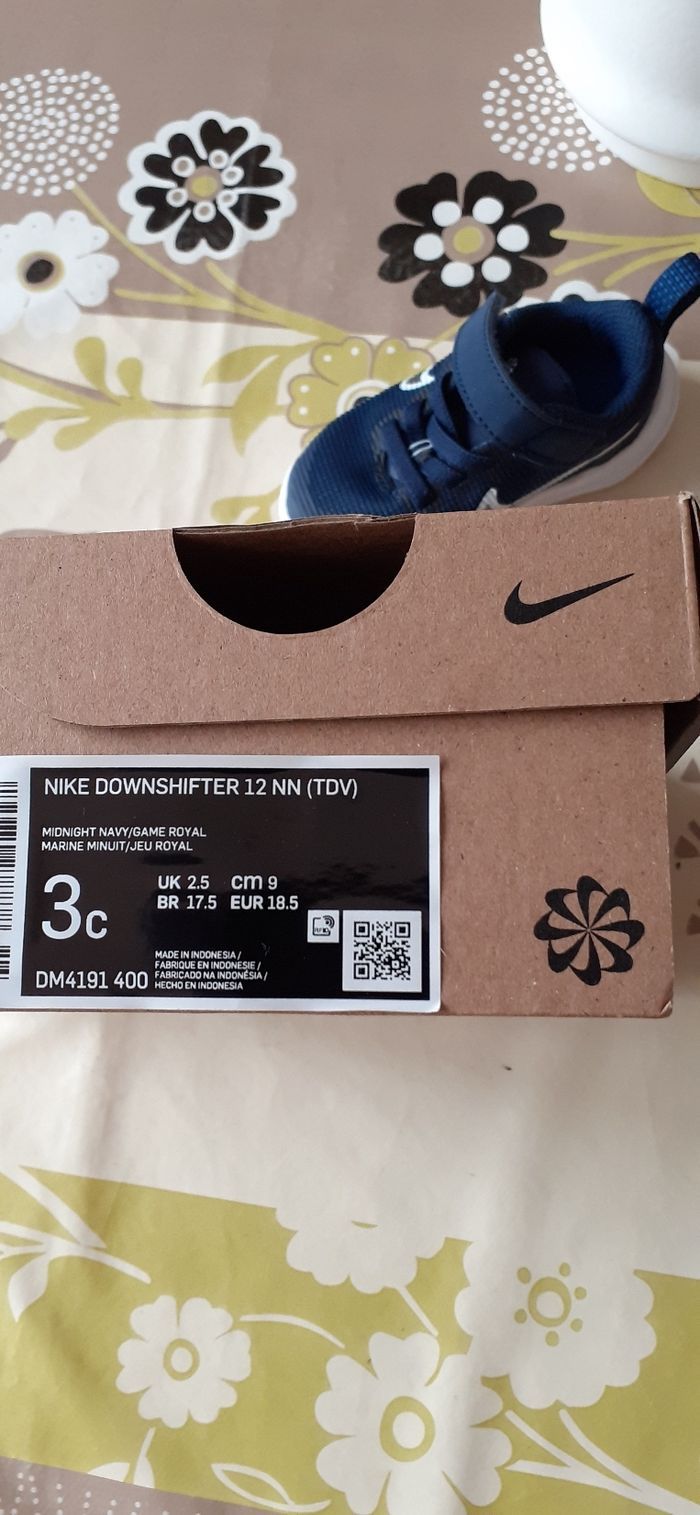 NIKE DOWNSHIFTER 12 NN (TDV)
MIDNIGHT NAVY/GAME ROYAL
MARINE MINUIT/JEU ROYAL
3C
UK 2.5 cm 9
BR 17.5 EUR 18.5
RFID
DM4191 400
MADE IN INDONESIA /
FABRIQUE EN INDONESIE /
FABRICADO NA INDONÉSIA /
HECHO EN INDONESIA